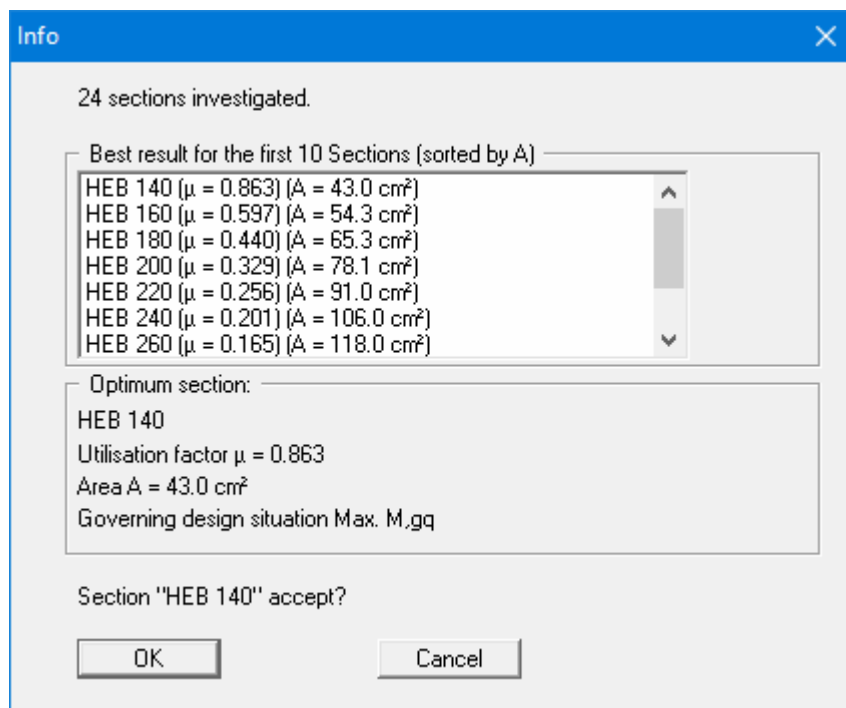 Info
24 sections investigated.
Best result for the first 10 Sections (sorted by A)
HEB 140 (µ = 0.863) (A = 43.0 cm²)
HEB 160 (µ = 0.597) (A = 54.3 cm²)
HEB 180 (µ = 0.440) (A = 65.3 cm²)
HEB 200 (µ = 0.329) (A = 78.1 cm²)
HEB 220 (µ = 0.256) (A = 91.0 cm²)
HEB 240 (µ = 0.201) (A = 106.0 cm²)
HEB 260 (µ = 0.165) (A = 118.0 cm²)
Optimum section:
HEB 140
Utilisation factor µ = 0.863
Area A = 43.0 cm²
Governing design situation Max. M,gq
Section "HEB 140" accept?
OK Cancel